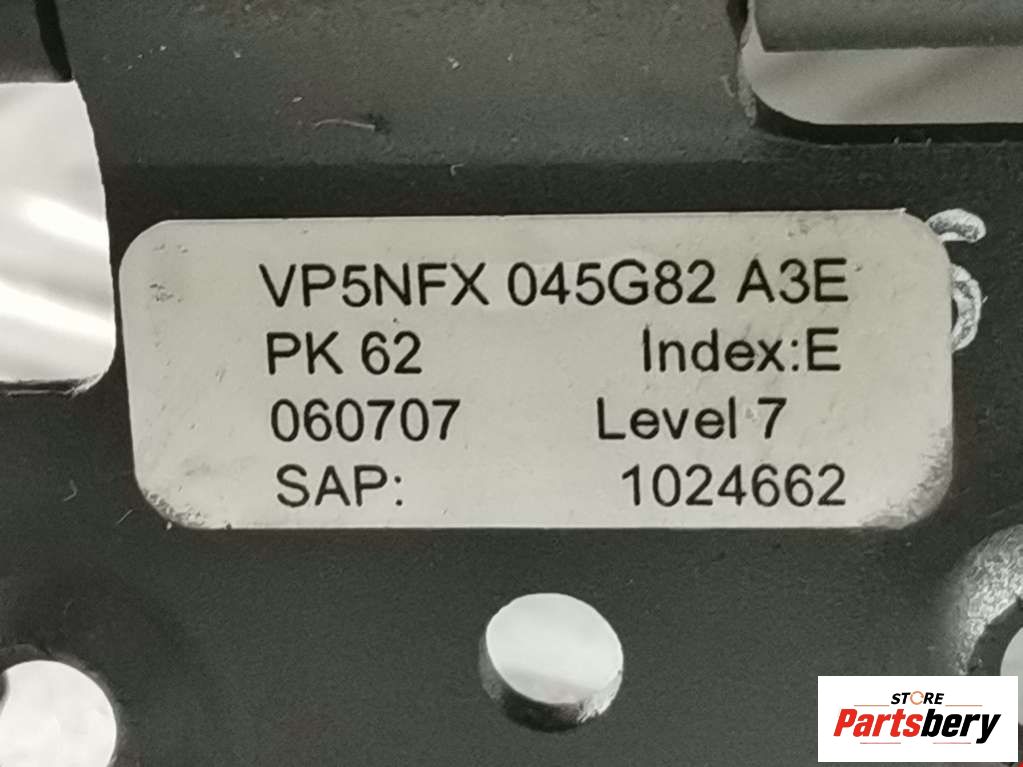 VP5NFX 045G82 A3E
PK 62 Index:E
060707 Level 7
SAP: 1024662
STORE
Partsbery